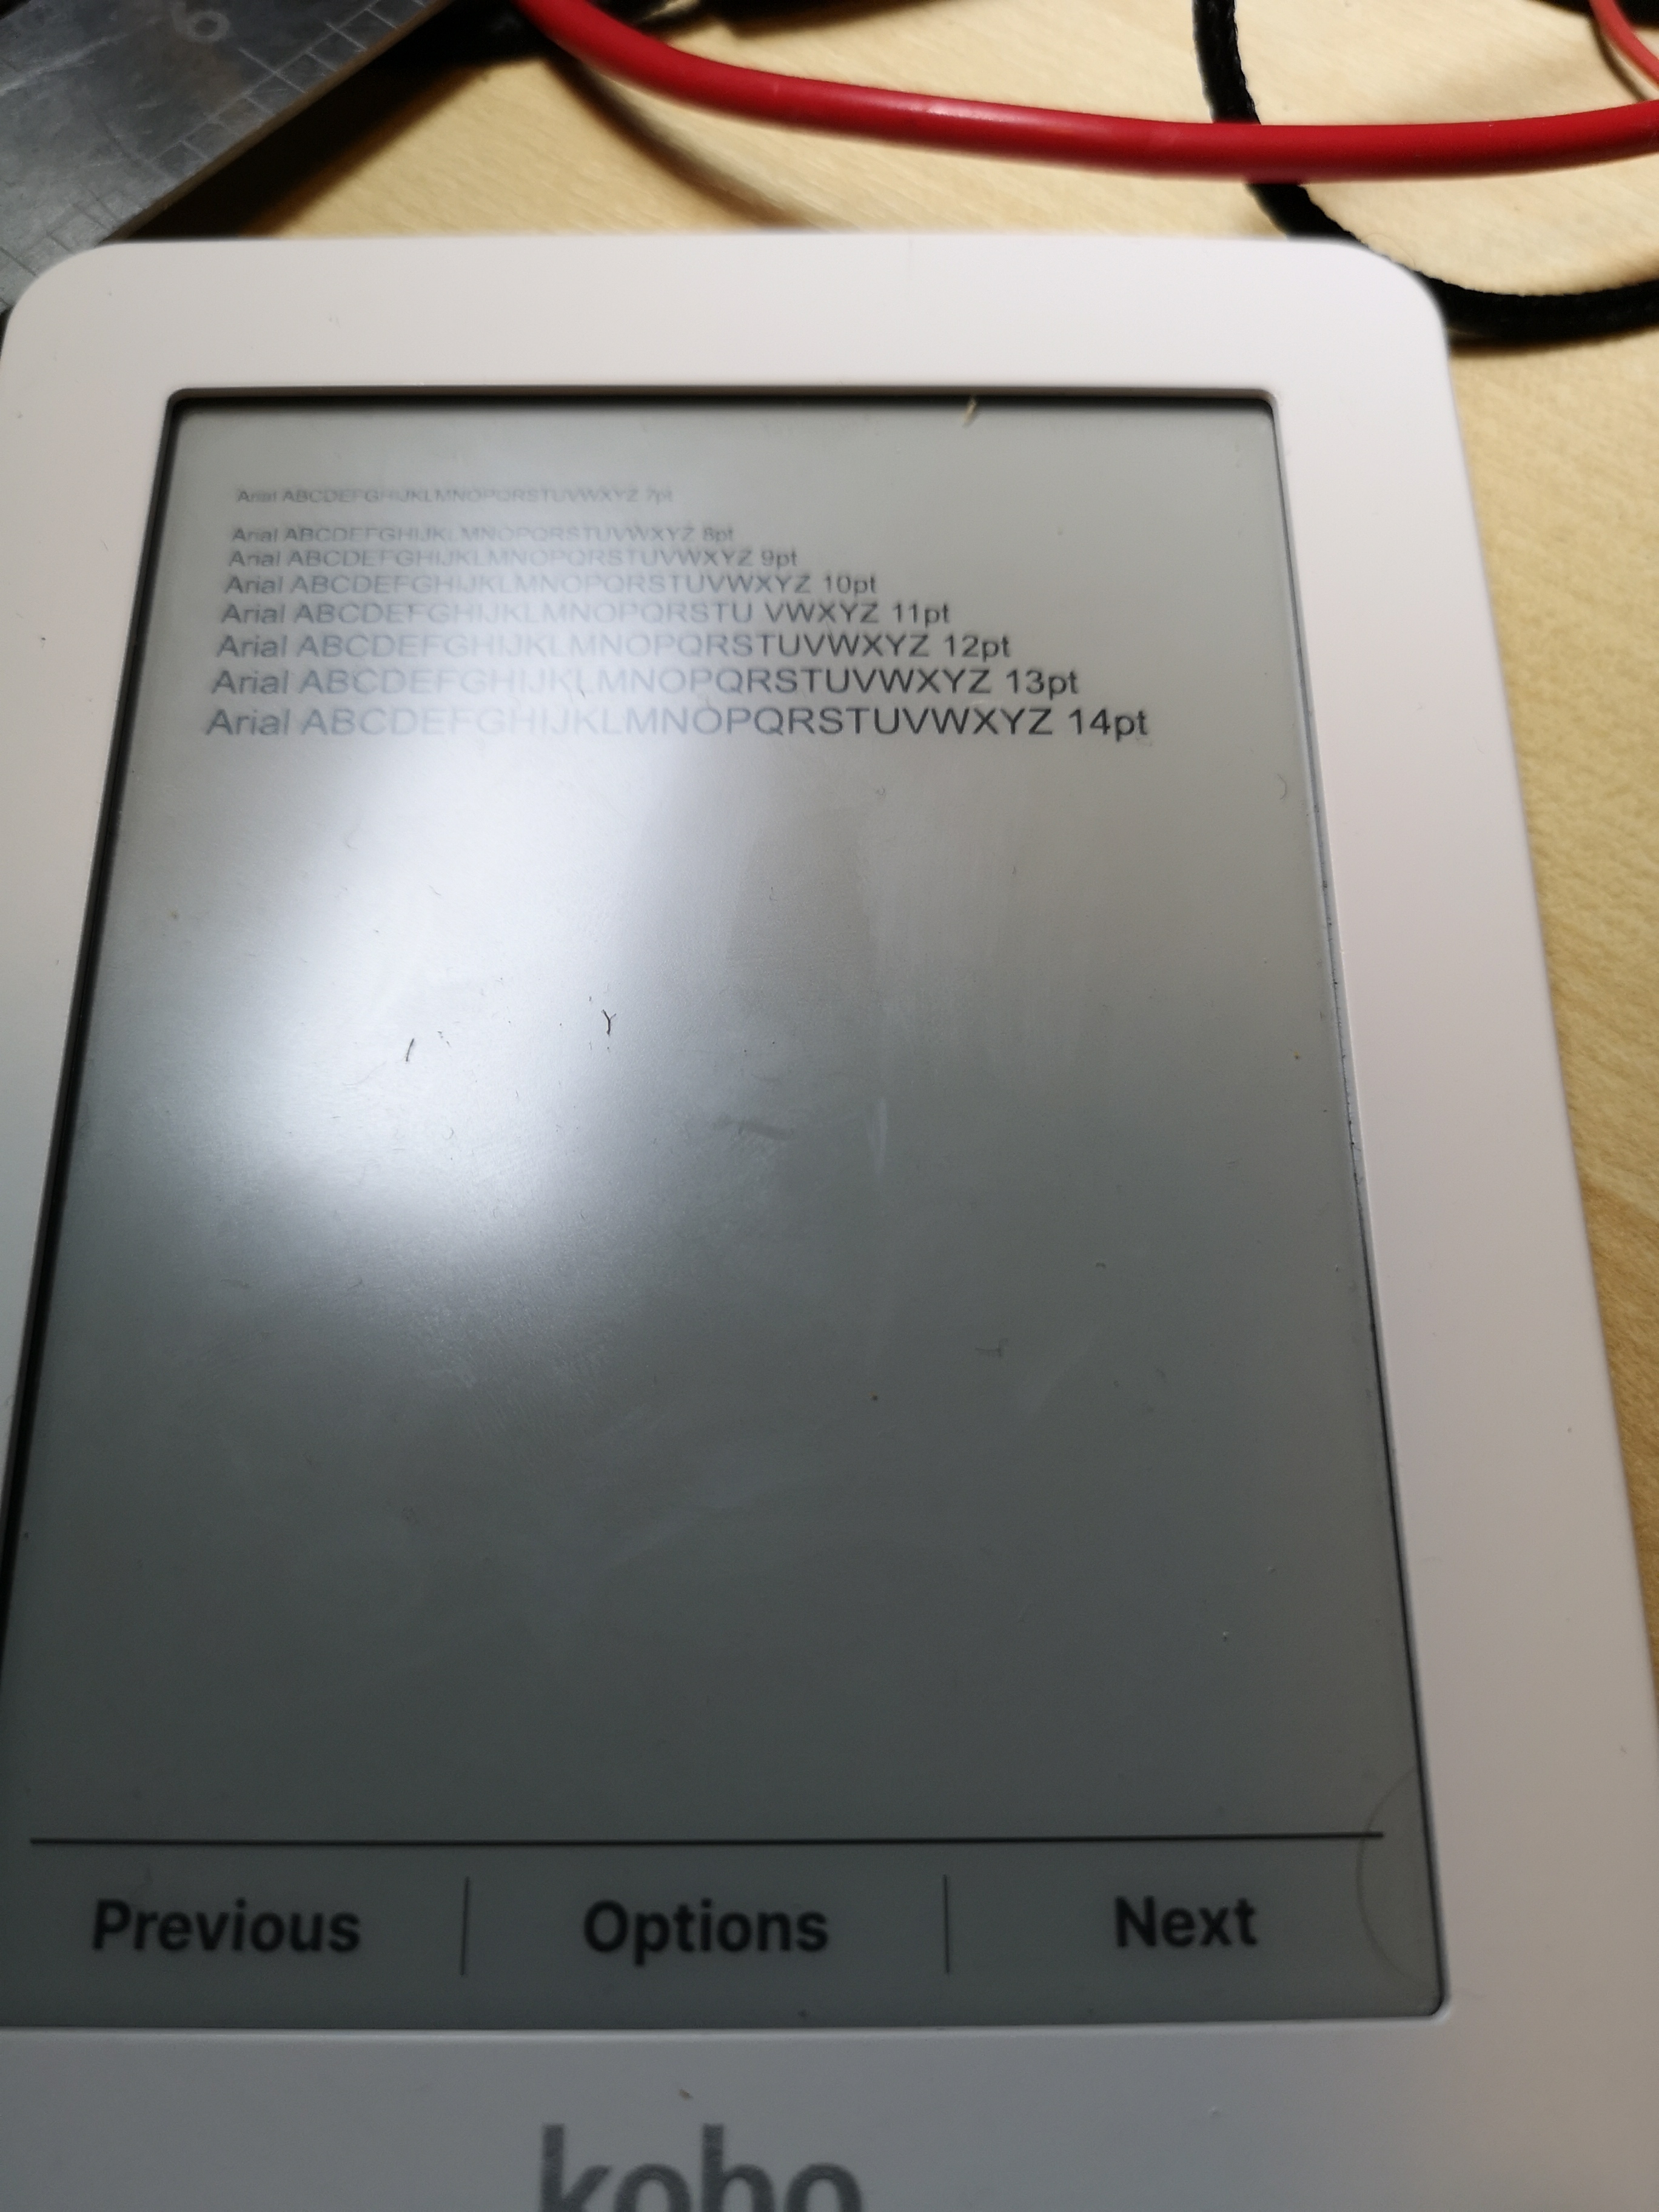 Arial ABCDEFGHIJKLMNOPQRSTUVWXYZ 7pt
Arial ABCDEFGHIJKLMNOPQRSTUVWXYZ 8pt
Arial ABCDEFGHIJKLMNOPQRSTUVWXYZ 9pt
Arial ABCDEFGHIJKLMNOPQRSTUVWXYZ 10pt
Arial ABCDEFGHIJKLMNOPQRSTU VWXYZ 11pt
Arial ABCDEFGHIJKLMNOPQRSTUVWXYZ 12pt
Arial ABCDEFGHIJKLMNOPQRSTUVWXYZ 13pt
Arial ABCDEFGHIJKLMNOPQRSTUVWXYZ 14pt
Previous Options Next
kobo